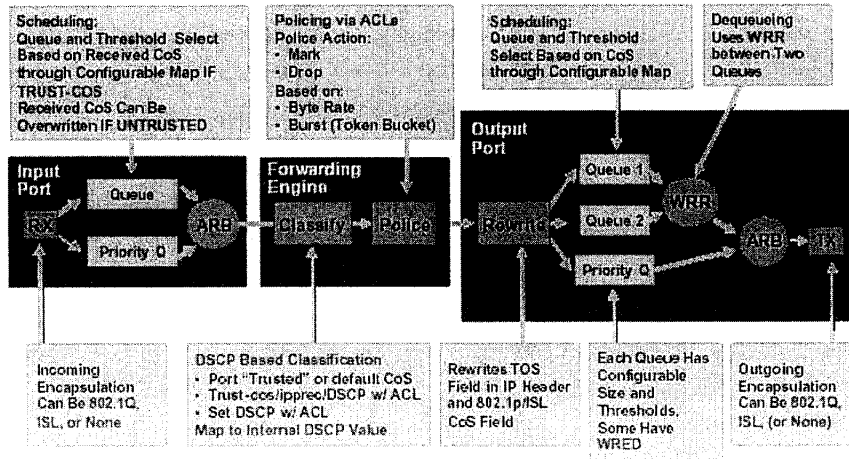 Scheduling:
Queue and Threshold Select
Based on Received CoS
through Configurable Map IF
TRUST-COS
Received CoS Can Be
Overwritten IF UNTRUSTED
Policing via ACLs
Police Action:
• Mark
• Drop
Based on:
• Byte Rate
• Burst (Token Bucket)
Scheduling:
Queue and Threshold
Select Based on CoS
through Configurable Map
Dequeueing
Uses WRR
between Two
Queues
Input
Port
Rx
Queue
Priority Q
ARB
Forwarding
Engine
Classify
Police
Output
Port
Rewrite
Queue 1
Queue 2
Priority Q
WRR
ARB
TX
Incoming
Encapsulation
Can Be 802.1Q,
ISL, or None
DSCP Based Classification
• Port "Trusted" or default CoS
• Trust-cos/ipprec/DSCP w/ ACL
• Set DSCP w/ ACL
Map to Internal DSCP Value
Rewrites TOS
Field in IP Header
and 802.1p/ISL
CoS Field
Each Queue Has
Configurable
Size and
Thresholds,
Some Have
WRED
Outgoing
Encapsulation
Can Be 802.1Q,
ISL, (or None)